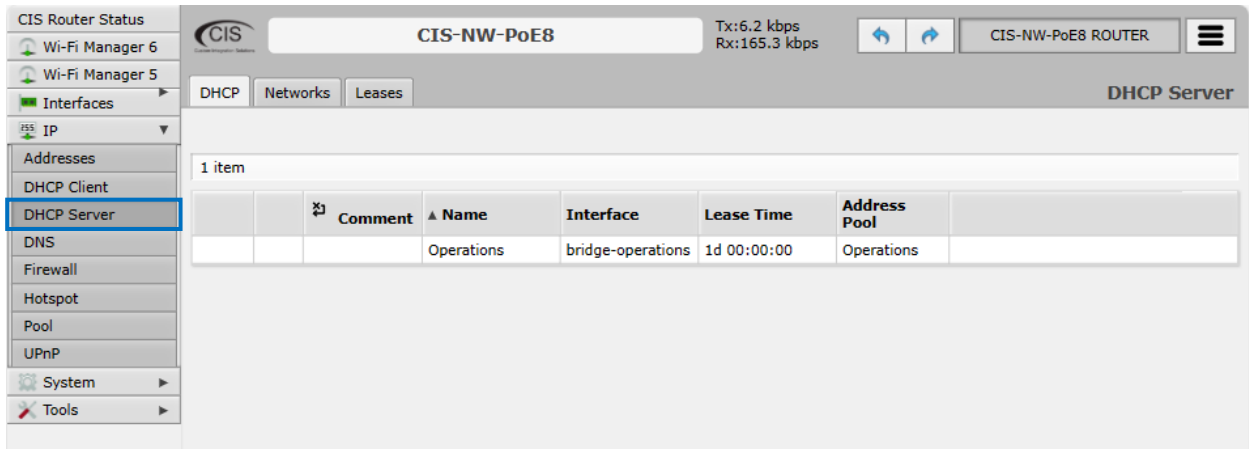 CIS Router Status
Wi-Fi Manager 6
Wi-Fi Manager 5
Interfaces
IP
Addresses
DHCP Client
DHCP Server
DNS
Firewall
Hotspot
Pool
UPnP
System
Tools
CIS
CIS-NW-PoE8
Tx:6.2 kbps
Rx:165.3 kbps
CIS-NW-PoE8 ROUTER
DHCP Networks Leases
DHCP Server
1 item
Comment ▲ Name Interface Lease Time Address Pool
Operations bridge-operations 1d 00:00:00 Operations